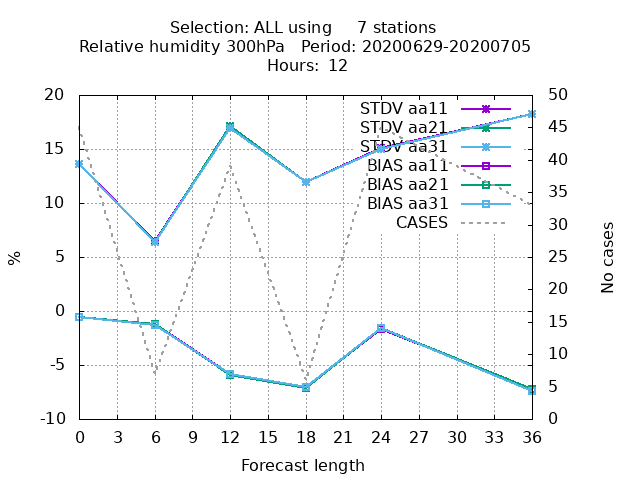 Selection: ALL using     7 stations
Relative humidity 300hPa   Period: 20200629-20200705
Hours: 12
20
15
10
5
0
-5
-10
%
50
45
40
35
30
25
20
15
10
5
0
No cases
STDV aa11
STDV aa21
STDV aa31
BIAS aa11
BIAS aa21
BIAS aa31
CASES
0 3 6 9 12 15 18 21 24 27 30 33 36
Forecast length